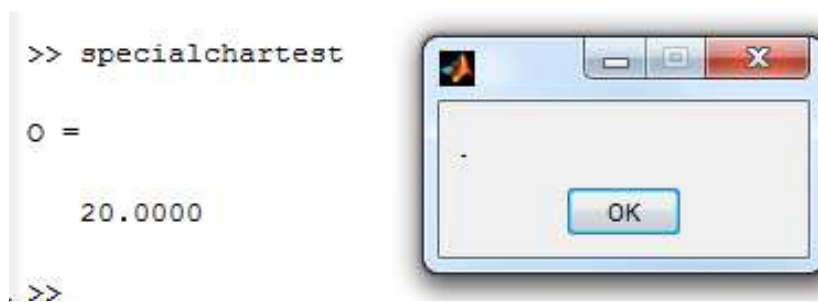 >> specialchartest
O =
20.0000
>>
.
OK